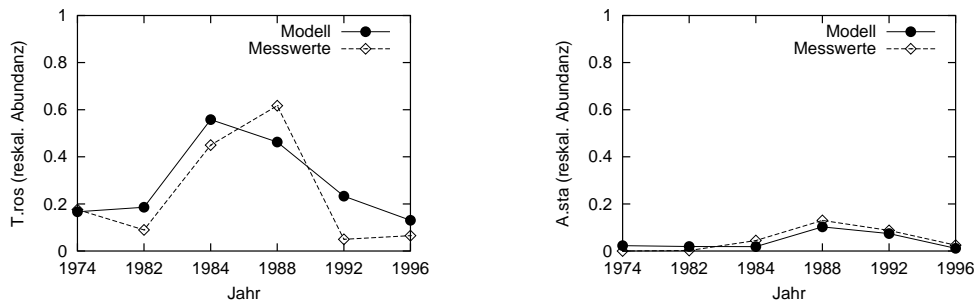 T.ros (reskal. Abundanz)
1
0.8
0.6
0.4
0.2
0
1974 1982 1984 1988 1992 1996
Jahr
Modell
Messwerte
A.sta (reskal. Abundanz)
1
0.8
0.6
0.4
0.2
0
1974 1982 1984 1988 1992 1996
Jahr
Modell
Messwerte